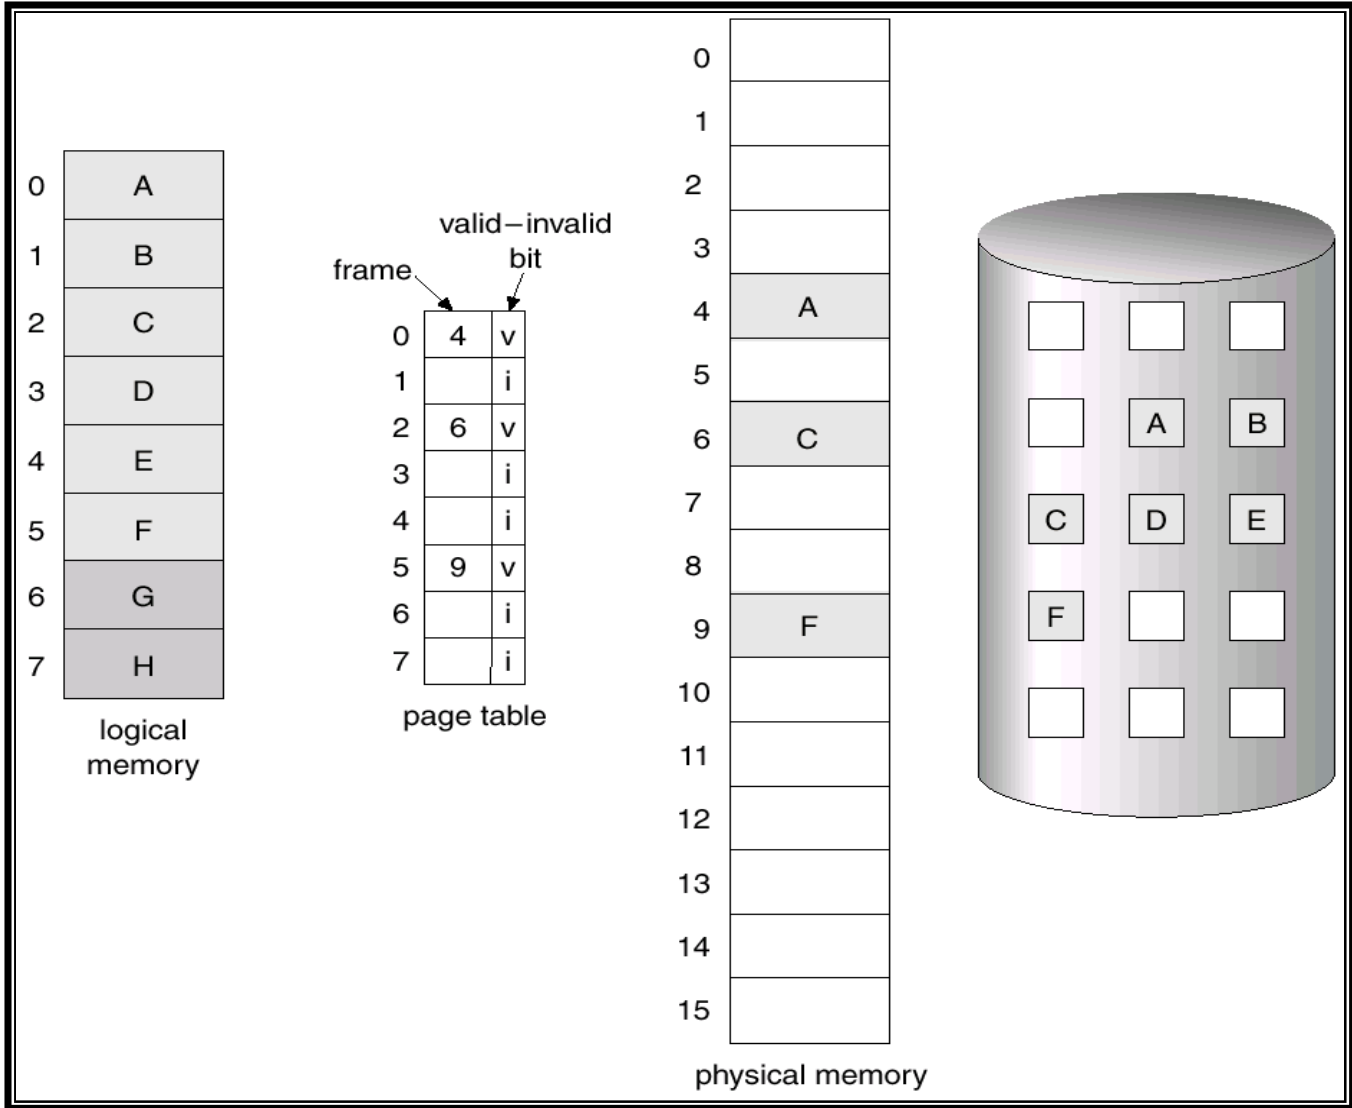 0 A
1 B
2 C
3 D
4 E
5 F
6 G
7 H
logical
memory
valid–invalid
bit
frame
0 4 v
1 i
2 6 v
3 i
4 i
5 9 v
6 i
7 i
page table
0
1
2
3
4 A
5
6 C
7
8
9 F
10
11
12
13
14
15
physical memory
A B
C D E
F